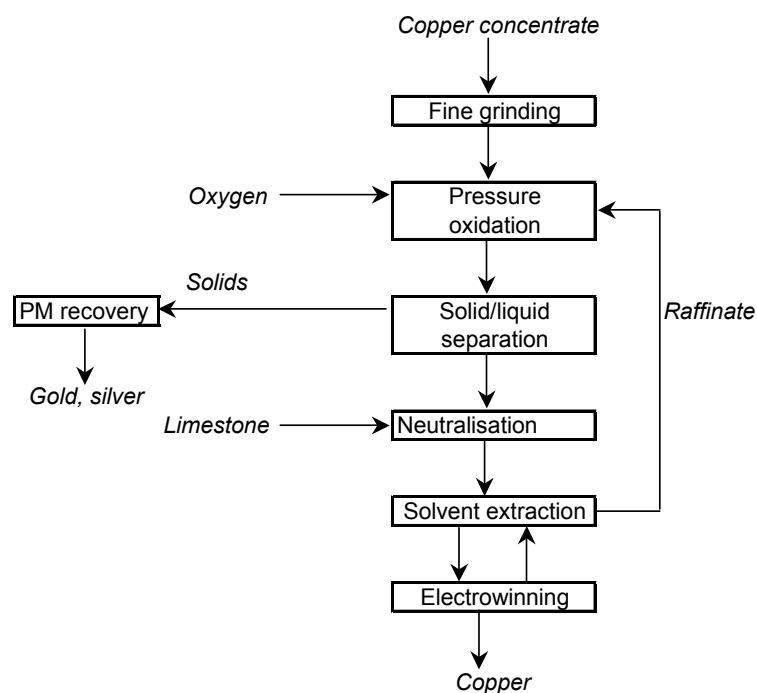 Copper concentrate
Fine grinding
Oxygen
Pressure
oxidation
Solids
PM recovery
Solid/liquid
separation
Raffinate
Gold, silver
Limestone
Neutralisation
Solvent extraction
Electrowinning
Copper